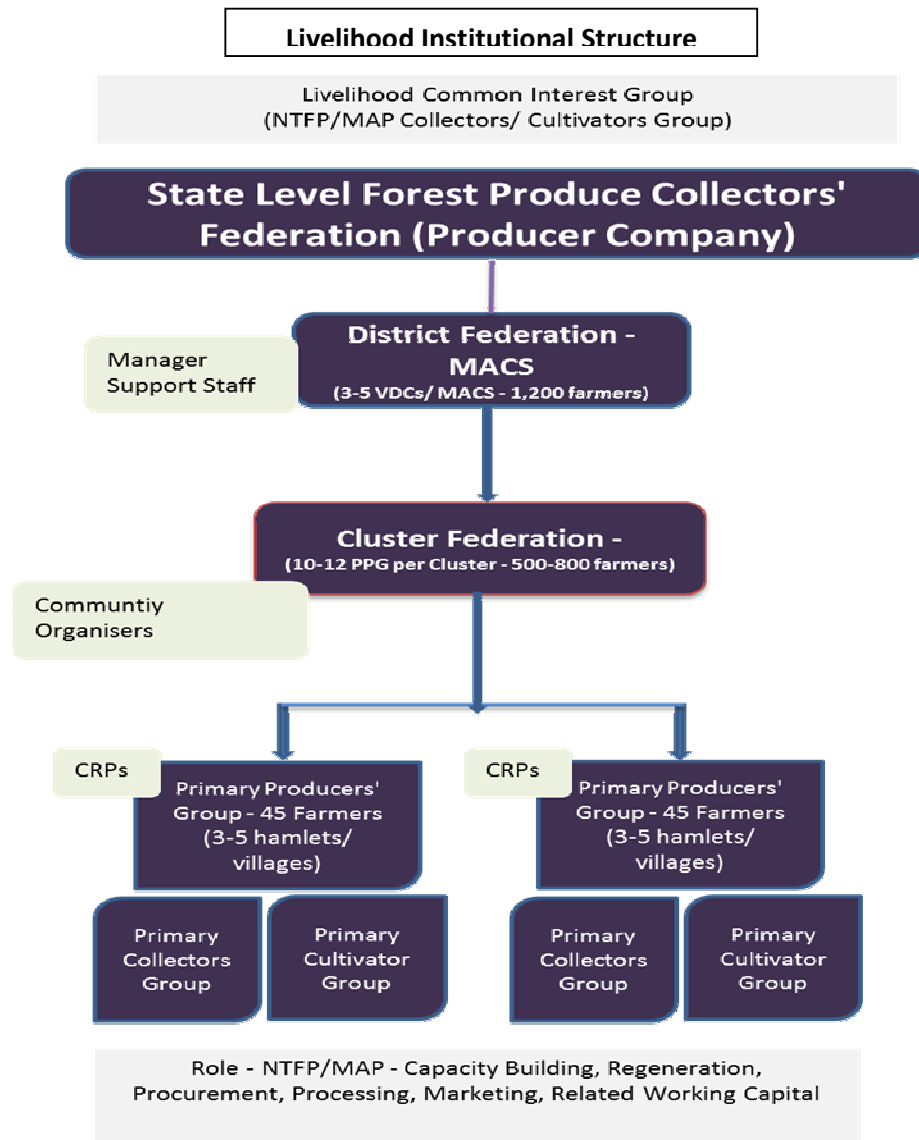 Livelihood Institutional Structure
Livelihood Common Interest Group
(NTFP/MAP Collectors/ Cultivators Group)
State Level Forest Produce Collectors'
Federation (Producer Company)
District Federation -
MACS
(3-5 VDCs/ MACS - 1,200 farmers)
Manager
Support Staff
Cluster Federation -
(10-12 PPG per Cluster - 500-800 farmers)
Communtiy
Organisers
CRPs
Primary Producers'
Group - 45 Farmers
(3-5 hamlets/
villages)
CRPs
Primary Producers'
Group - 45 Farmers
(3-5 hamlets/
villages)
Primary
Collectors
Group
Primary
Cultivator
Group
Primary
Collectors
Group
Primary
Cultivator
Group
Role - NTFP/MAP - Capacity Building, Regeneration,
Procurement, Processing, Marketing, Related Working Capital